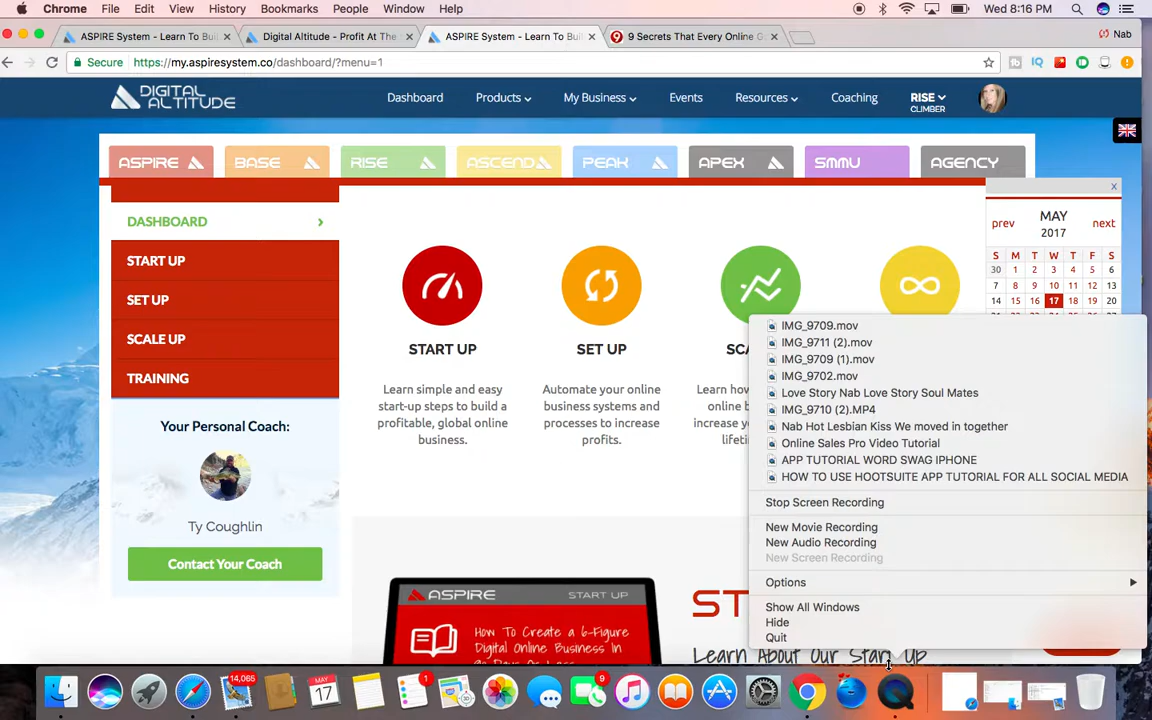 Chrome File Edit View History Bookmarks People Window Help Wed 8:16 PM
ASPIRE System - Learn To Bui Digital Altitude - Profit At The ASPIRE System - Learn To Bui 9 Secrets That Every Online G Nab
Secure https://my.aspiresystem.co/dashboard/?menu=1
DIGITAL ALTITUDE Dashboard Products My Business Events Resources Coaching RISE CLIMBER
ASPIRE BASE RISE ASCEND PEAK APEX SMMU AGENCY
DASHBOARD
START UP
SET UP
SCALE UP
TRAINING
Your Personal Coach:
Ty Coughlin
Contact Your Coach
START UP
Learn simple and easy
start-up steps to build a
profitable, global online
business.
SET UP
Automate your online
business systems and
processes to increase
profits.
SCA
Learn how
online b
increase y
lifeti
x
prev MAY next
2017
S M T W T F S
30 1 2 3 4 5 6
7 8 9 10 11 12 13
14 15 16 17 18 19 20
IMG_9709.mov
IMG_9711 (2).mov
IMG_9709 (1).mov
IMG_9702.mov
Love Story Nab Love Story Soul Mates
IMG_9710 (2).MP4
Nab Hot Lesbian Kiss We moved in together
Online Sales Pro Video Tutorial
APP TUTORIAL WORD SWAG IPHONE
HOW TO USE HOOTSUITE APP TUTORIAL FOR ALL SOCIAL MEDIA
Stop Screen Recording
New Movie Recording
New Audio Recording
New Screen Recording
Options
Show All Windows
Hide
Quit
ASPIRE START UP
How To Create a 6-Figure
Digital Online Business In
ST
Learn About Our Start Up
14,065 MAY 17 1 9